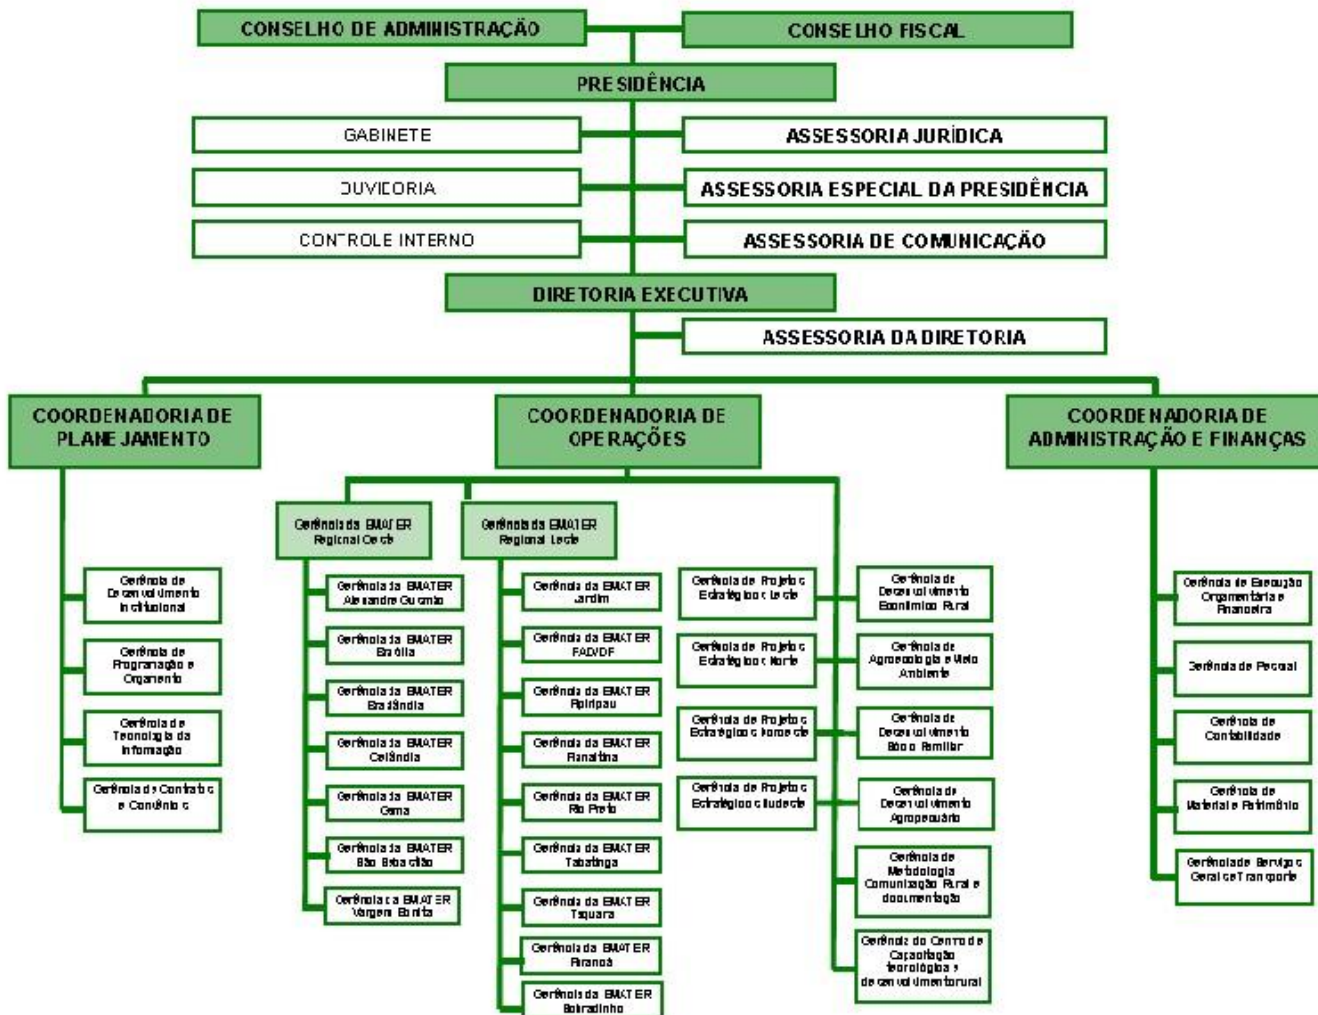 CONSELHO DE ADMINISTRAÇÃO
CONSELHO FISCAL
PRESIDÊNCIA
GABINETE
ASSESSORIA JURÍDICA
OUVIDORIA
ASSESSORIA ESPECIAL DA PRESIDÊNCIA
CONTROLE INTERNO
ASSESSORIA DE COMUNICAÇÃO
DIRETORIA EXECUTIVA
ASSESSORIA DA DIRETORIA
COORDENADORIA DE
PLANEJAMENTO
COORDENADORIA DE
OPERAÇÕES
COORDENADORIA DE
ADMINISTRAÇÃO E FINANÇAS
Gerência de
Desenvolvimento
Institucional
Gerência de
Programação e
Orçamento
Gerência de
Tecnologia da
Informação
Gerência de Contratos
e Convênios
Gerência da EMATER
Regional Oeste
Gerência da EMATER
Alexandre Gusmão
Gerência da EMATER
Brasília
Gerência da EMATER
Brazlândia
Gerência da EMATER
Ceilândia
Gerência da EMATER
Gama
Gerência da EMATER
São Sebastião
Gerência da EMATER
Vargem Bonita
Gerência da EMATER
Regional Leste
Gerência da EMATER
Jardim
Gerência da EMATER
PAD/DF
Gerência da EMATER
Pipiripau
Gerência da EMATER
Planaltina
Gerência da EMATER
Rio Preto
Gerência da EMATER
Tabatinga
Gerência da EMATER
Taquara
Gerência da EMATER
Paranoá
Gerência da EMATER
Sobradinho
Gerência de Projetos
Estratégicos Leste
Gerência de Projetos
Estratégicos Norte
Gerência de Projetos
Estratégicos Noroeste
Gerência de Projetos
Estratégicos Sudeste
Gerência de
Desenvolvimento
Econômico Rural
Gerência de
Agroecologia e Meio
Ambiente
Gerência de
Desenvolvimento
Sócio Familiar
Gerência de
Desenvolvimento
Agropecuário
Gerência de
Metodologia
Comunicação Rural e
documentação
Gerência do Centro de
Capacitação
tecnológica e
desenvolvimento rural
Gerência de Execução
Orçamentária e
Financeira
Gerência de Pessoal
Gerência de
Contabilidade
Gerência de
Material e Patrimônio
Gerência de Serviços
Gerais e Transporte